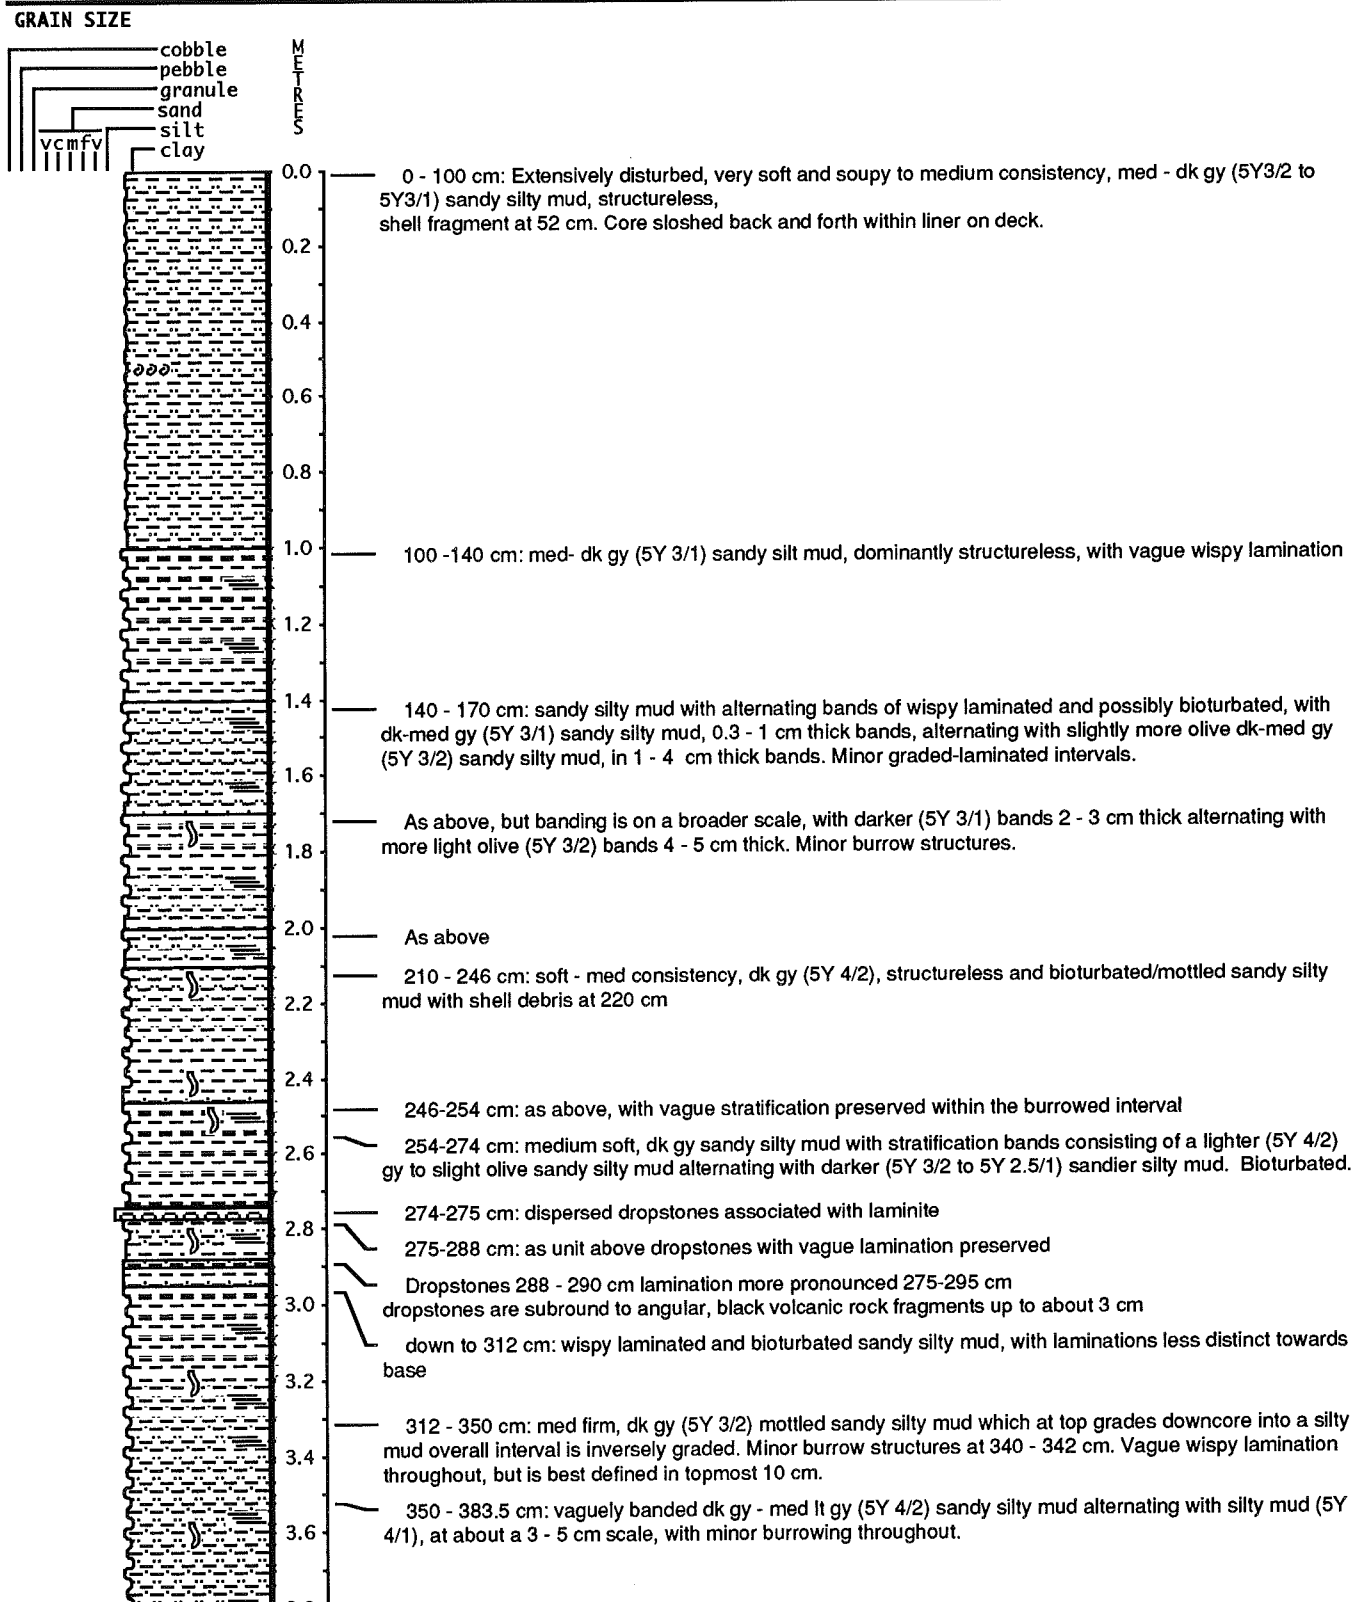 GRAIN SIZE
cobble
pebble
granule
sand
silt
vcmfv
clay
METRES
0.0
0 - 100 cm: Extensively disturbed, very soft and soupy to medium consistency, med - dk gy (5Y3/2 to
5Y3/1) sandy silty mud, structureless,
shell fragment at 52 cm. Core sloshed back and forth within liner on deck.
0.2
0.4
0.6
0.8
1.0
100 -140 cm: med- dk gy (5Y 3/1) sandy silt mud, dominantly structureless, with vague wispy lamination
1.2
1.4
140 - 170 cm: sandy silty mud with alternating bands of wispy laminated and possibly bioturbated, with
dk-med gy (5Y 3/1) sandy silty mud, 0.3 - 1 cm thick bands, alternating with slightly more olive dk-med gy
(5Y 3/2) sandy silty mud, in 1 - 4 cm thick bands. Minor graded-laminated intervals.
1.6
As above, but banding is on a broader scale, with darker (5Y 3/1) bands 2 - 3 cm thick alternating with
more light olive (5Y 3/2) bands 4 - 5 cm thick. Minor burrow structures.
1.8
2.0
As above
210 - 246 cm: soft - med consistency, dk gy (5Y 4/2), structureless and bioturbated/mottled sandy silty
mud with shell debris at 220 cm
2.2
2.4
246-254 cm: as above, with vague stratification preserved within the burrowed interval
254-274 cm: medium soft, dk gy sandy silty mud with stratification bands consisting of a lighter (5Y 4/2)
gy to slight olive sandy silty mud alternating with darker (5Y 3/2 to 5Y 2.5/1) sandier silty mud. Bioturbated.
2.6
274-275 cm: dispersed dropstones associated with laminite
2.8
275-288 cm: as unit above dropstones with vague lamination preserved
Dropstones 288 - 290 cm lamination more pronounced 275-295 cm
dropstones are subround to angular, black volcanic rock fragments up to about 3 cm
3.0
down to 312 cm: wispy laminated and bioturbated sandy silty mud, with laminations less distinct towards
base
3.2
312 - 350 cm: med firm, dk gy (5Y 3/2) mottled sandy silty mud which at top grades downcore into a silty
mud overall interval is inversely graded. Minor burrow structures at 340 - 342 cm. Vague wispy lamination
throughout, but is best defined in topmost 10 cm.
3.4
350 - 383.5 cm: vaguely banded dk gy - med lt gy (5Y 4/2) sandy silty mud alternating with silty mud (5Y
4/1), at about a 3 - 5 cm scale, with minor burrowing throughout.
3.6